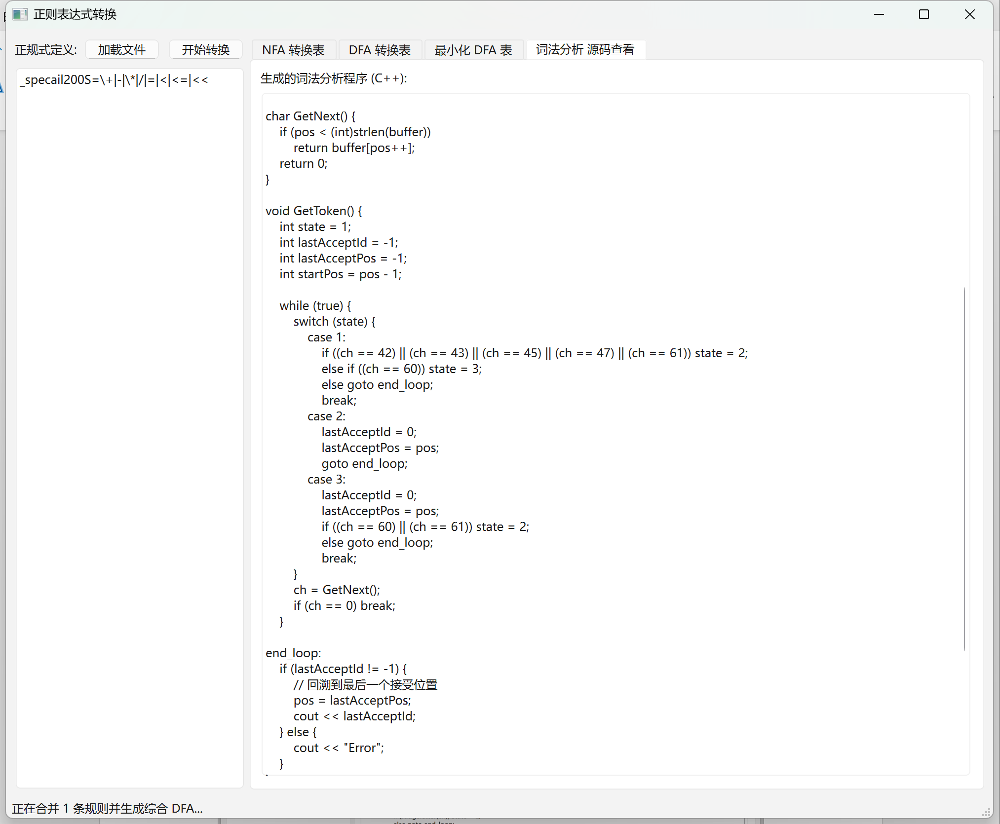 正则表达式转换
正规式定义: 加载文件 开始转换
NFA 转换表 DFA 转换表 最小化 DFA 表 词法分析 源码查看
_specail200S=\+|-|\*|/|=|<|<=|<<
生成的词法分析程序 (C++):
char GetNext() {
if (pos < (int)strlen(buffer))
return buffer[pos++];
return 0;
}
void GetToken() {
int state = 1;
int lastAcceptId = -1;
int lastAcceptPos = -1;
int startPos = pos - 1;
while (true) {
switch (state) {
case 1:
if ((ch == 42) || (ch == 43) || (ch == 45) || (ch == 47) || (ch == 61)) state = 2;
else if ((ch == 60)) state = 3;
else goto end_loop;
break;
case 2:
lastAcceptId = 0;
lastAcceptPos = pos;
goto end_loop;
case 3:
lastAcceptId = 0;
lastAcceptPos = pos;
if ((ch == 60) || (ch == 61)) state = 2;
else goto end_loop;
break;
}
ch = GetNext();
if (ch == 0) break;
}
end_loop:
if (lastAcceptId != -1) {
// 回溯到最后一个接受位置
pos = lastAcceptPos;
cout << lastAcceptId;
} else {
cout << "Error";
}
正在合并 1 条规则并生成综合 DFA...